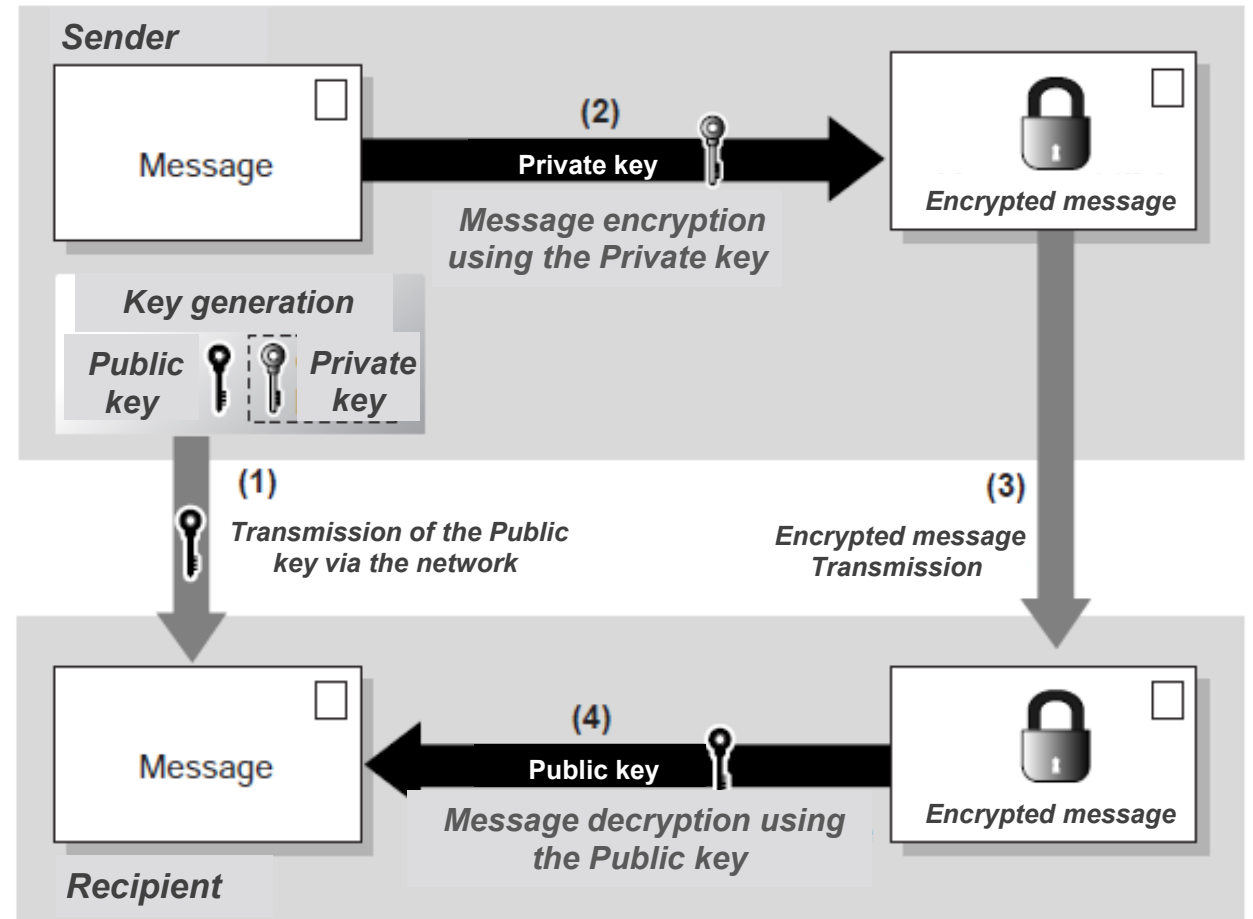 Sender
Message
(2)
Private key
Message encryption
using the Private key
Encrypted message
Key generation
Public
key
Private
key
(1)
Transmission of the Public
key via the network
(3)
Encrypted message
Transmission
Message
(4)
Public key
Message decryption using
the Public key
Encrypted message
Recipient